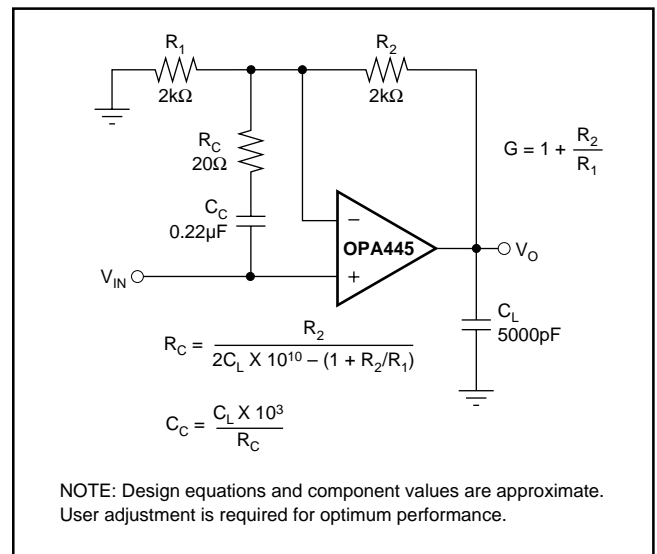 R1
2kΩ
R2
2kΩ
RC
20Ω
G = 1 + R2/R1
CC
0.22µF
–
OPA445
+
VIN
VO
CL
5000pF
RC = R2/(2CL X 10^10 – (1 + R2/R1))
CC = CL X 10^3/RC
NOTE: Design equations and component values are approximate.
User adjustment is required for optimum performance.